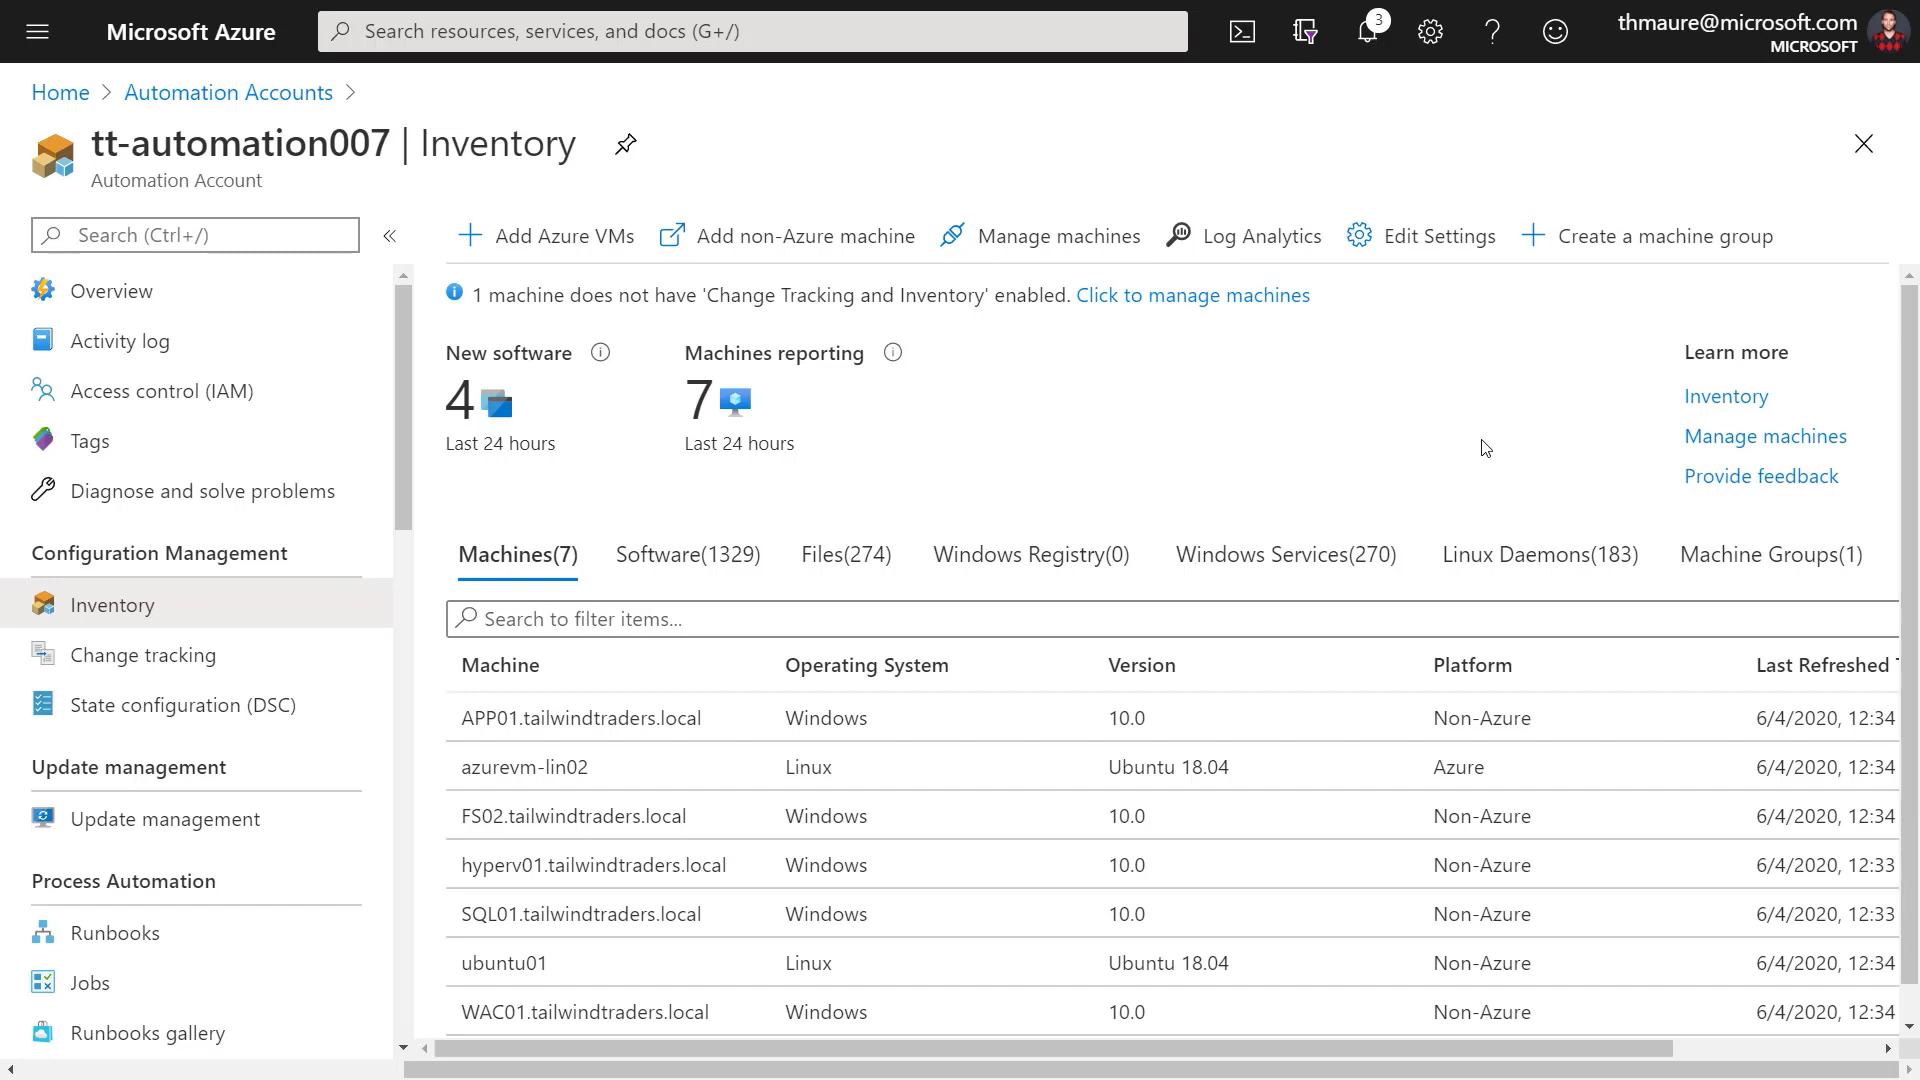 Microsoft Azure
Search resources, services, and docs (G+/)
3
thmaure@microsoft.com
MICROSOFT
Home > Automation Accounts >
tt-automation007 | Inventory
Automation Account
Search (Ctrl+/)
«
Overview
Activity log
Access control (IAM)
Tags
Diagnose and solve problems
Configuration Management
Inventory
Change tracking
State configuration (DSC)
Update management
Update management
Process Automation
Runbooks
Jobs
Runbooks gallery
Add Azure VMs
Add non-Azure machine
Manage machines
Log Analytics
Edit Settings
Create a machine group
1 machine does not have 'Change Tracking and Inventory' enabled. Click to manage machines
New software
4
Last 24 hours
Machines reporting
7
Last 24 hours
Learn more
Inventory
Manage machines
Provide feedback
Machines(7) Software(1329) Files(274) Windows Registry(0) Windows Services(270) Linux Daemons(183) Machine Groups(1)
Search to filter items...
Machine Operating System Version Platform Last Refreshed
APP01.tailwindtraders.local Windows 10.0 Non-Azure 6/4/2020, 12:34
azurevm-lin02 Linux Ubuntu 18.04 Azure 6/4/2020, 12:34
FS02.tailwindtraders.local Windows 10.0 Non-Azure 6/4/2020, 12:34
hyperv01.tailwindtraders.local Windows 10.0 Non-Azure 6/4/2020, 12:33
SQL01.tailwindtraders.local Windows 10.0 Non-Azure 6/4/2020, 12:33
ubuntu01 Linux Ubuntu 18.04 Non-Azure 6/4/2020, 12:34
WAC01.tailwindtraders.local Windows 10.0 Non-Azure 6/4/2020, 12:34